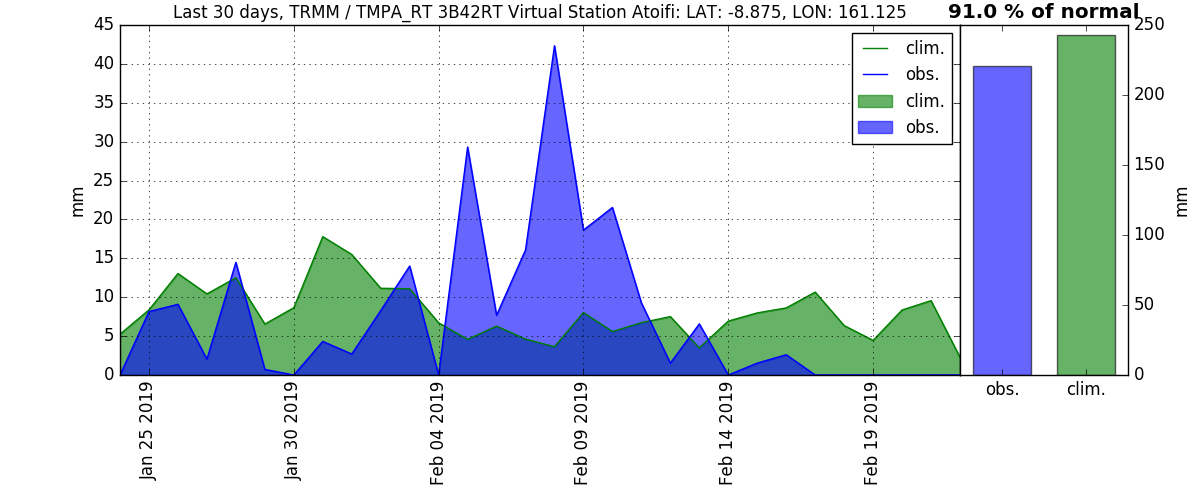 Last 30 days, TRMM / TMPA_RT 3B42RT Virtual Station Atoifi: LAT: -8.875, LON: 161.125
91.0 % of normal
45
40
35
30
25
20
15
10
5
0
mm
clim.
obs.
clim.
obs.
Jan 25 2019
Jan 30 2019
Feb 04 2019
Feb 09 2019
Feb 14 2019
Feb 19 2019
250
200
150
100
50
0
mm
obs.
clim.